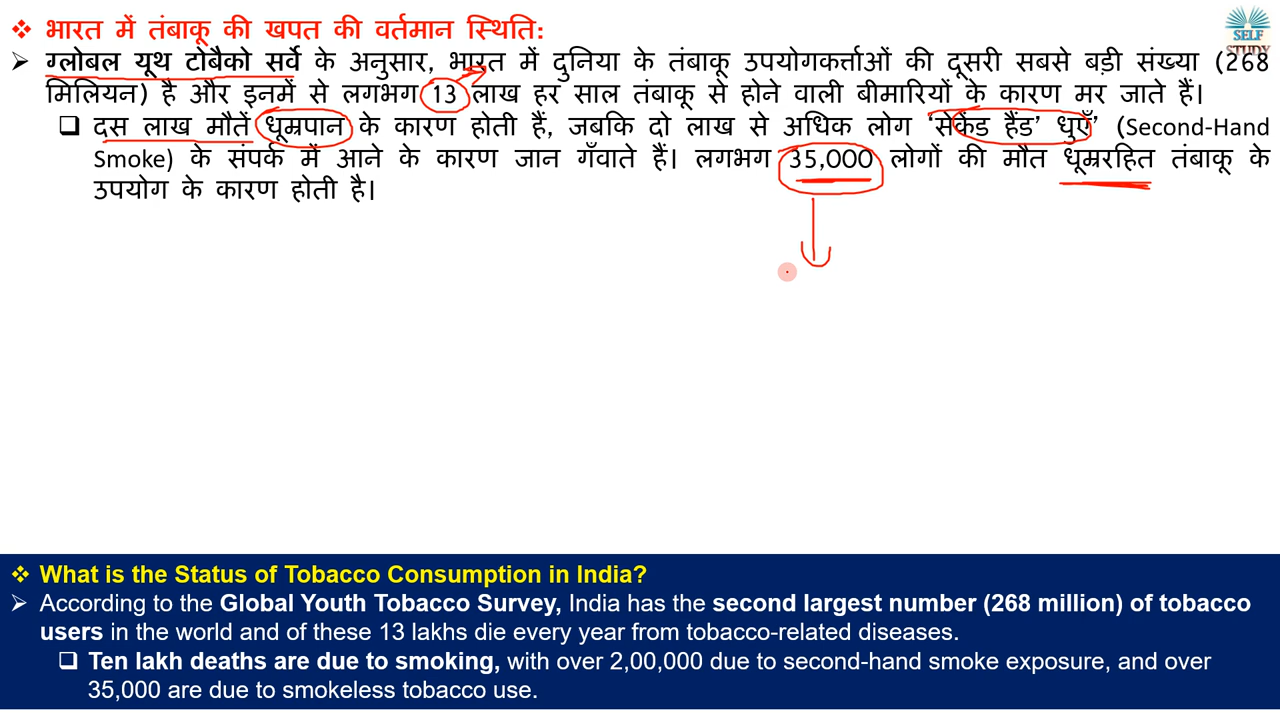 ❖ भारत में तंबाकू की खपत की वर्तमान स्थिति:
SELF
STUDY
➢ ग्लोबल यूथ टोबैको सर्वे के अनुसार, भारत में दुनिया के तंबाकू उपयोगकर्त्ताओं की दूसरी सबसे बड़ी संख्या (268
मिलियन) है और इनमें से लगभग 13 लाख हर साल तंबाकू से होने वाली बीमारियों के कारण मर जाते हैं।
❑ दस लाख मौतें धूम्रपान के कारण होती हैं, जबकि दो लाख से अधिक लोग ‘सेकेंड हैंड’ धुएँ’ (Second-Hand
Smoke) के संपर्क में आने के कारण जान गँवाते हैं। लगभग 35,000 लोगों की मौत धूम्ररहित तंबाकू के
उपयोग के कारण होती है।
❖ What is the Status of Tobacco Consumption in India?
➢ According to the Global Youth Tobacco Survey, India has the second largest number (268 million) of tobacco
users in the world and of these 13 lakhs die every year from tobacco-related diseases.
❑ Ten lakh deaths are due to smoking, with over 2,00,000 due to second-hand smoke exposure, and over
35,000 are due to smokeless tobacco use.